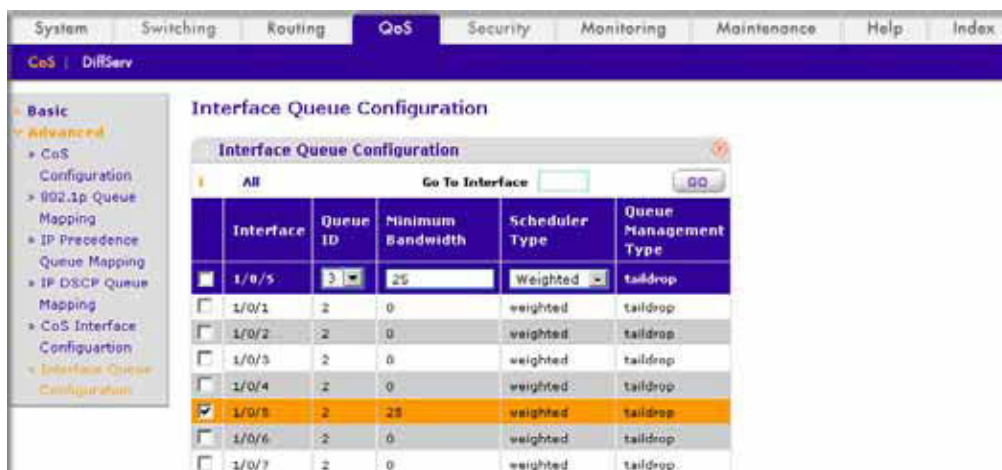 System Switching Routing QoS Security Monitoring Maintenance Help Index
CoS | DiffServ
Basic
Advanced
» CoS
Configuration
» 802.1p Queue
Mapping
» IP Precedence
Queue Mapping
» IP DSCP Queue
Mapping
» CoS Interface
Configuartion
» Interface Queue
Configuration
Interface Queue Configuration
Interface Queue Configuration
1 All Go To Interface GO
Interface Queue ID Minimum Bandwidth Scheduler Type Queue Management Type
1/0/5 3 25 Weighted taildrop
1/0/1 2 0 weighted taildrop
1/0/2 2 0 weighted taildrop
1/0/3 2 0 weighted taildrop
1/0/4 2 0 weighted taildrop
1/0/5 2 25 weighted taildrop
1/0/6 2 0 weighted taildrop
1/0/7 2 0 weighted taildrop